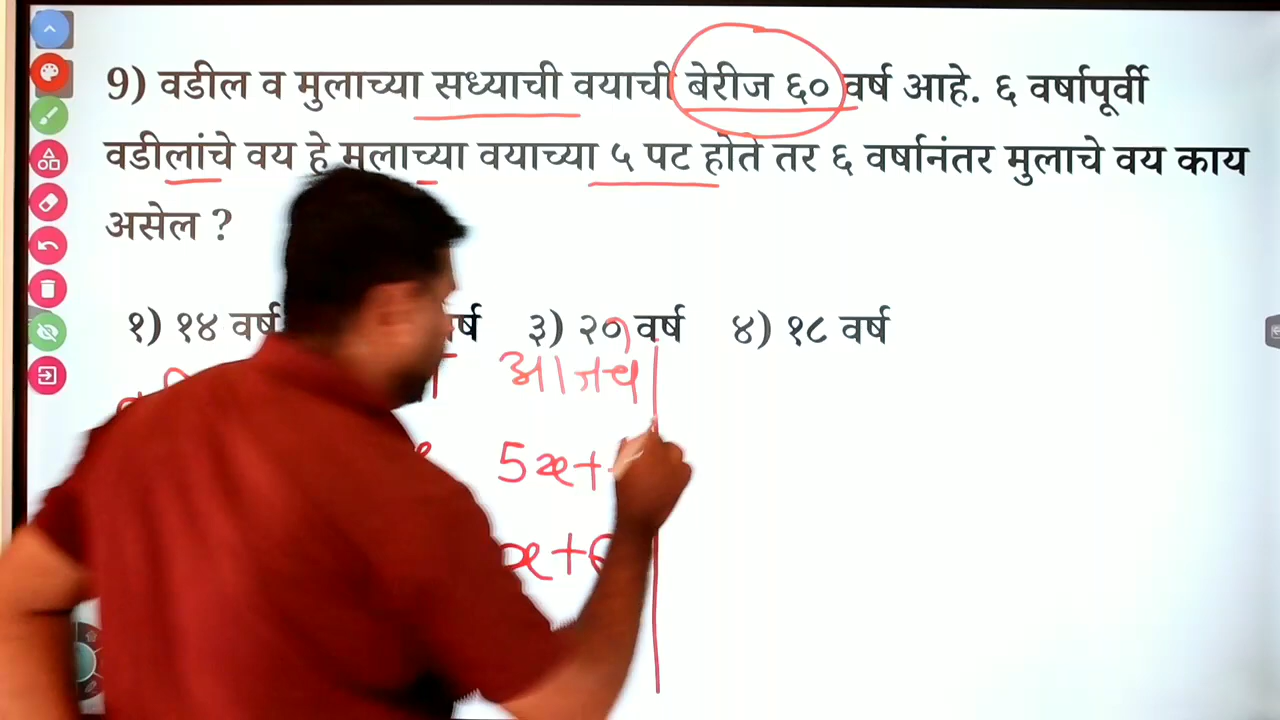 9) वडील व मुलाच्या सध्याची वयाची बेरीज ६० वर्ष आहे. ६ वर्षापूर्वी
वडीलांचे वय हे मुलाच्या वयाच्या ५ पट होते तर ६ वर्षानंतर मुलाचे वय काय
असेल ?
१) १४ वर्ष वर्ष ३) २० वर्ष ४) १८ वर्ष
आजचे
5x+
x+6